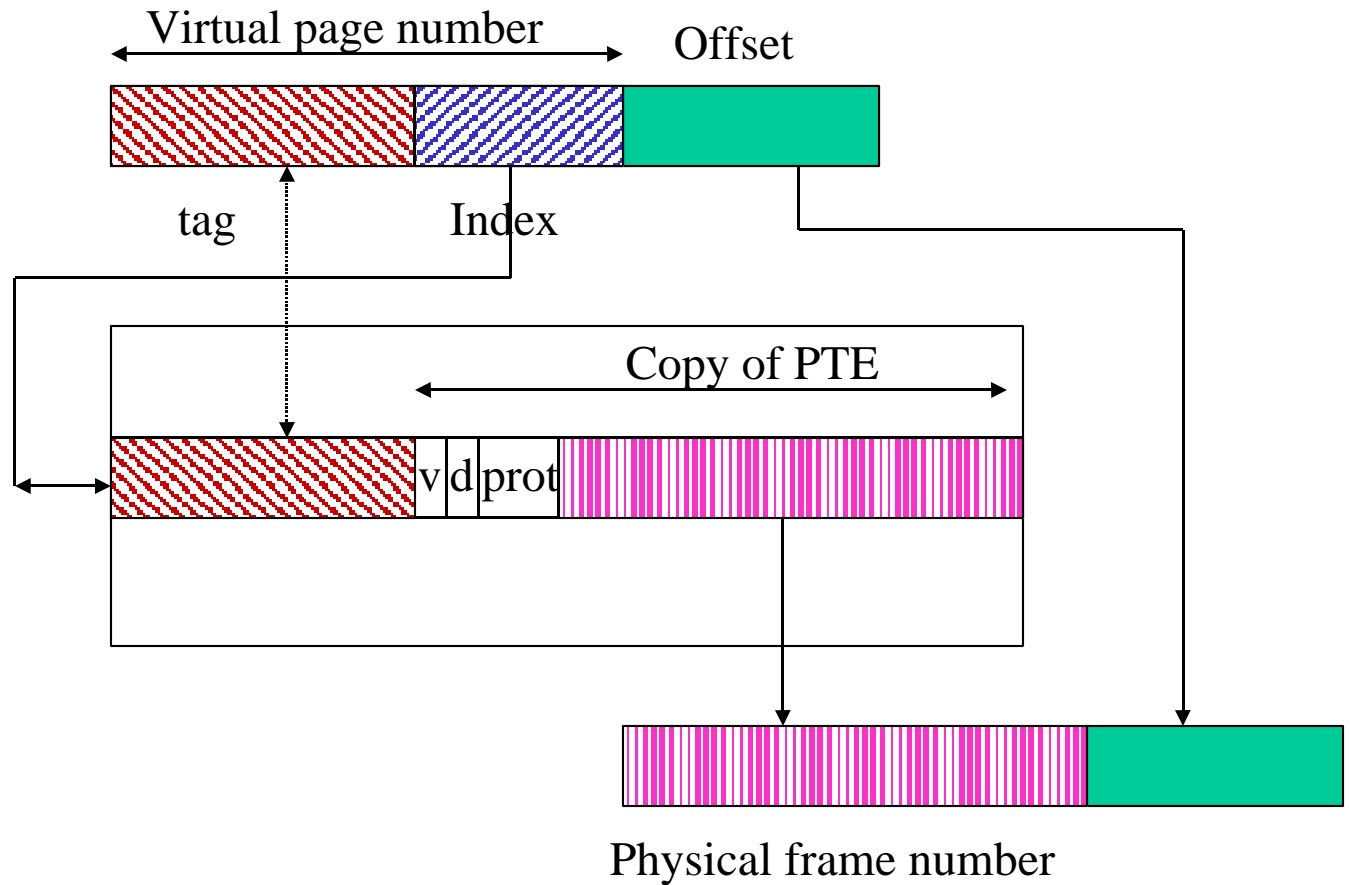 Virtual page number
Offset
tag
Index
Copy of PTE
v d prot
Physical frame number